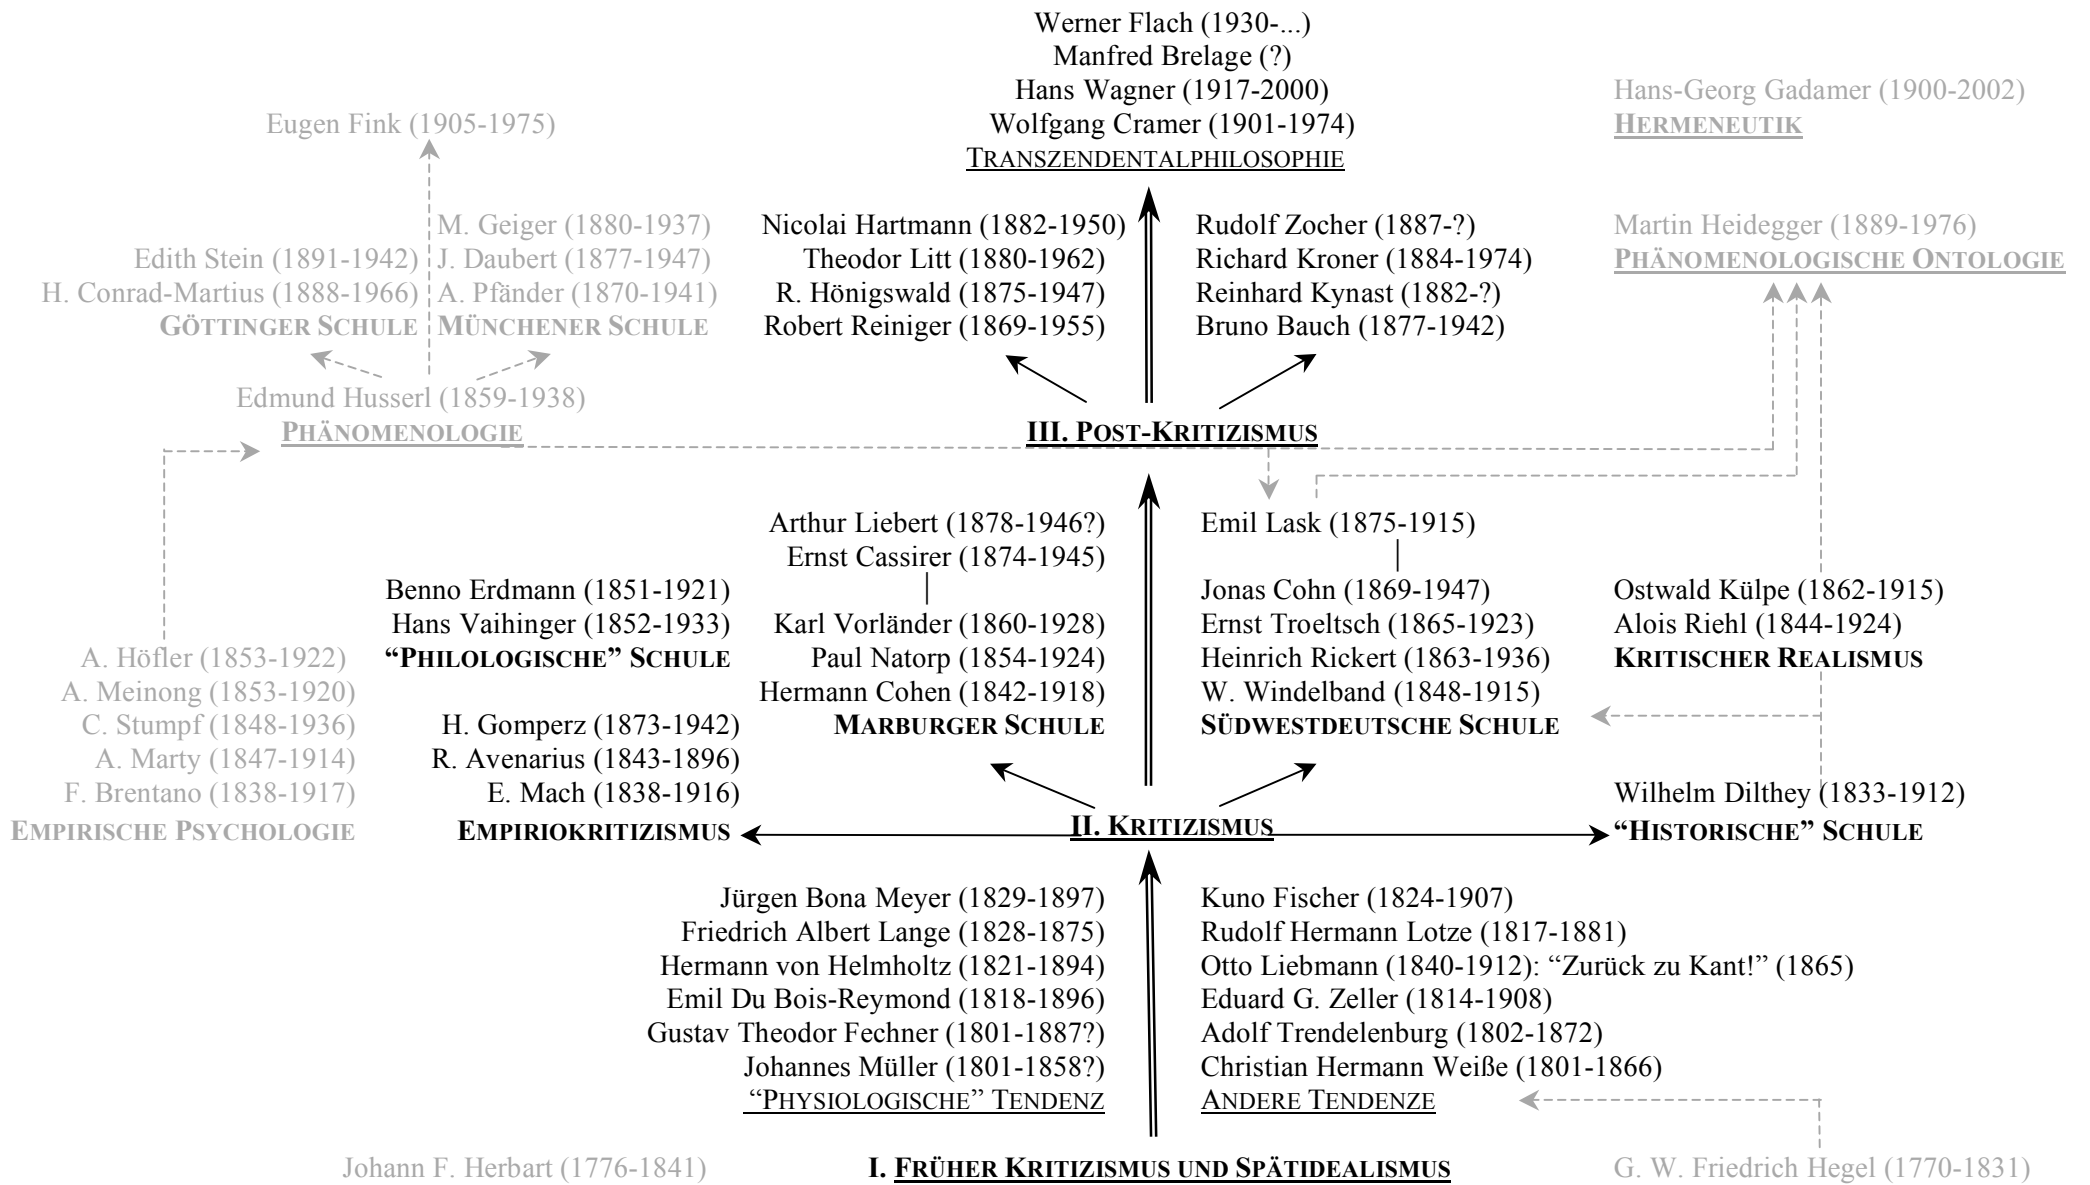 Werner Flach (1930-...)
Manfred Brelage (?)
Hans Wagner (1917-2000)
Wolfgang Cramer (1901-1974)
TRANSZENDENTALPHILOSOPHIE
Hans-Georg Gadamer (1900-2002)
HERMENEUTIK
Eugen Fink (1905-1975)
Edith Stein (1891-1942)
H. Conrad-Martius (1888-1966)
GÖTTINGER SCHULE
M. Geiger (1880-1937)
J. Daubert (1877-1947)
A. Pfänder (1870-1941)
MÜNCHENER SCHULE
Nicolai Hartmann (1882-1950)
Theodor Litt (1880-1962)
R. Hönigswald (1875-1947)
Robert Reiniger (1869-1955)
Rudolf Zocher (1887-?)
Richard Kroner (1884-1974)
Reinhard Kynast (1882-?)
Bruno Bauch (1877-1942)
Martin Heidegger (1889-1976)
PHÄNOMENOLOGISCHE ONTOLOGIE
Edmund Husserl (1859-1938)
PHÄNOMENOLOGIE
III. POST-KRITIZISMUS
Arthur Liebert (1878-1946?)
Ernst Cassirer (1874-1945)
Karl Vorländer (1860-1928)
Paul Natorp (1854-1924)
Hermann Cohen (1842-1918)
MARBURGER SCHULE
Emil Lask (1875-1915)
Jonas Cohn (1869-1947)
Ernst Troeltsch (1865-1923)
Heinrich Rickert (1863-1936)
W. Windelband (1848-1915)
SÜDWESTDEUTSCHE SCHULE
Benno Erdmann (1851-1921)
Hans Vaihinger (1852-1933)
“PHILOLOGISCHE” SCHULE
Ostwald Külpe (1862-1915)
Alois Riehl (1844-1924)
KRITISCHER REALISMUS
A. Höfler (1853-1922)
A. Meinong (1853-1920)
C. Stumpf (1848-1936)
A. Marty (1847-1914)
F. Brentano (1838-1917)
EMPIRISCHE PSYCHOLOGIE
H. Gomperz (1873-1942)
R. Avenarius (1843-1896)
E. Mach (1838-1916)
EMPIRIOKRITIZISMUS
II. KRITIZISMUS
Wilhelm Dilthey (1833-1912)
“HISTORISCHE” SCHULE
Jürgen Bona Meyer (1829-1897)
Friedrich Albert Lange (1828-1875)
Hermann von Helmholtz (1821-1894)
Emil Du Bois-Reymond (1818-1896)
Gustav Theodor Fechner (1801-1887?)
Johannes Müller (1801-1858?)
“PHYSIOLOGISCHE” TENDENZ
Kuno Fischer (1824-1907)
Rudolf Hermann Lotze (1817-1881)
Otto Liebmann (1840-1912): “Zurück zu Kant!” (1865)
Eduard G. Zeller (1814-1908)
Adolf Trendelenburg (1802-1872)
Christian Hermann Weiße (1801-1866)
ANDERE TENDENZE
Johann F. Herbart (1776-1841)
I. FRÜHER KRITIZISMUS UND SPÄTIDEALISMUS
G. W. Friedrich Hegel (1770-1831)